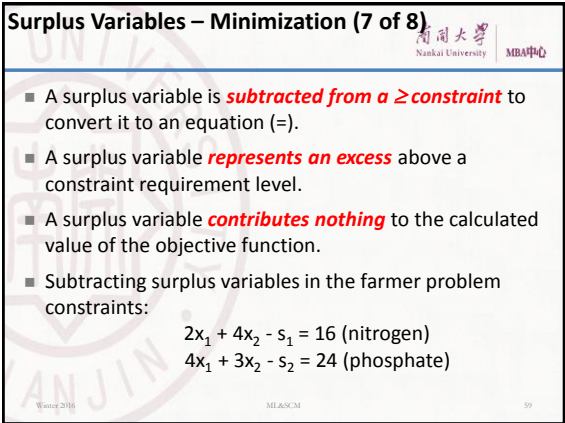 Surplus Variables – Minimization (7 of 8)
南開大學
Nankai University
MBA中心
■ A surplus variable is subtracted from a ≥ constraint to
convert it to an equation (=).
■ A surplus variable represents an excess above a
constraint requirement level.
■ A surplus variable contributes nothing to the calculated
value of the objective function.
■ Subtracting surplus variables in the farmer problem
constraints:
2x₁ + 4x₂ - s₁ = 16 (nitrogen)
4x₁ + 3x₂ - s₂ = 24 (phosphate)
Winter 2016
ML&SCM
59